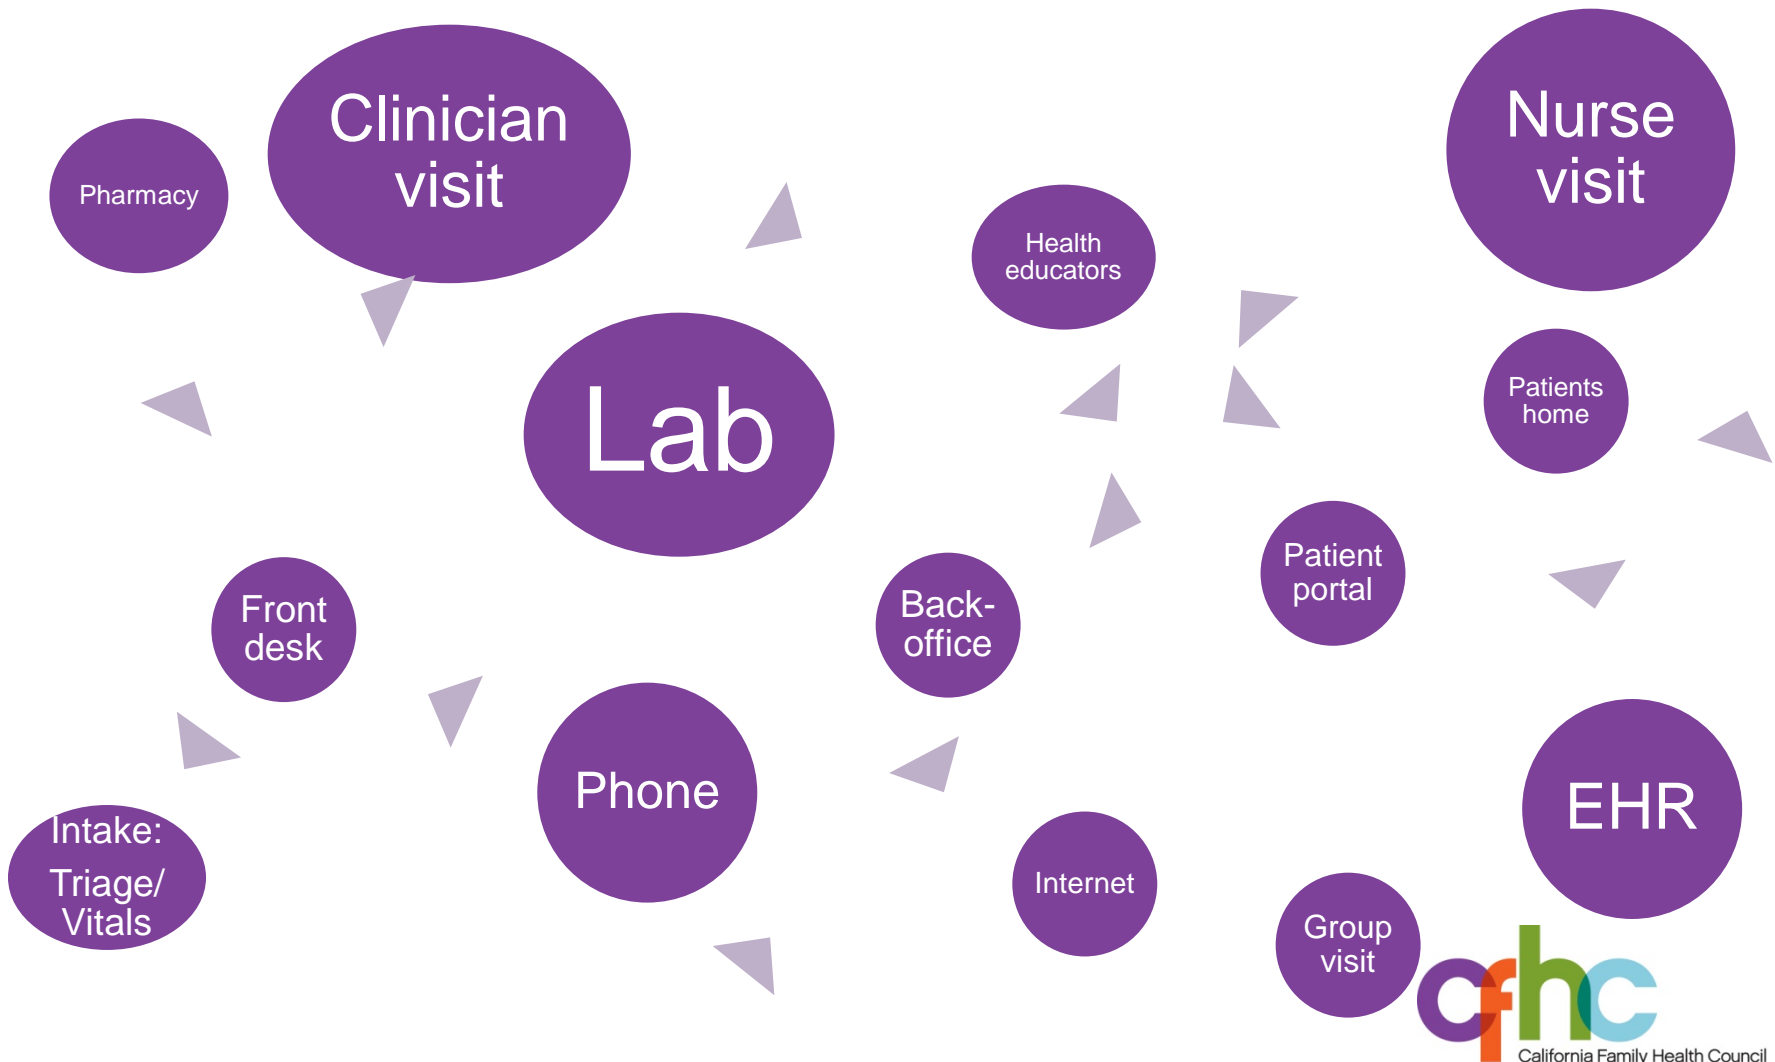 Clinician
visit
Nurse
visit
Pharmacy
Health
educators
Lab
Patients
home
Patient
portal
Front
desk
Back-
office
Phone
EHR
Intake:
Triage/
Vitals
Internet
Group
visit
cfhc
California Family Health Council